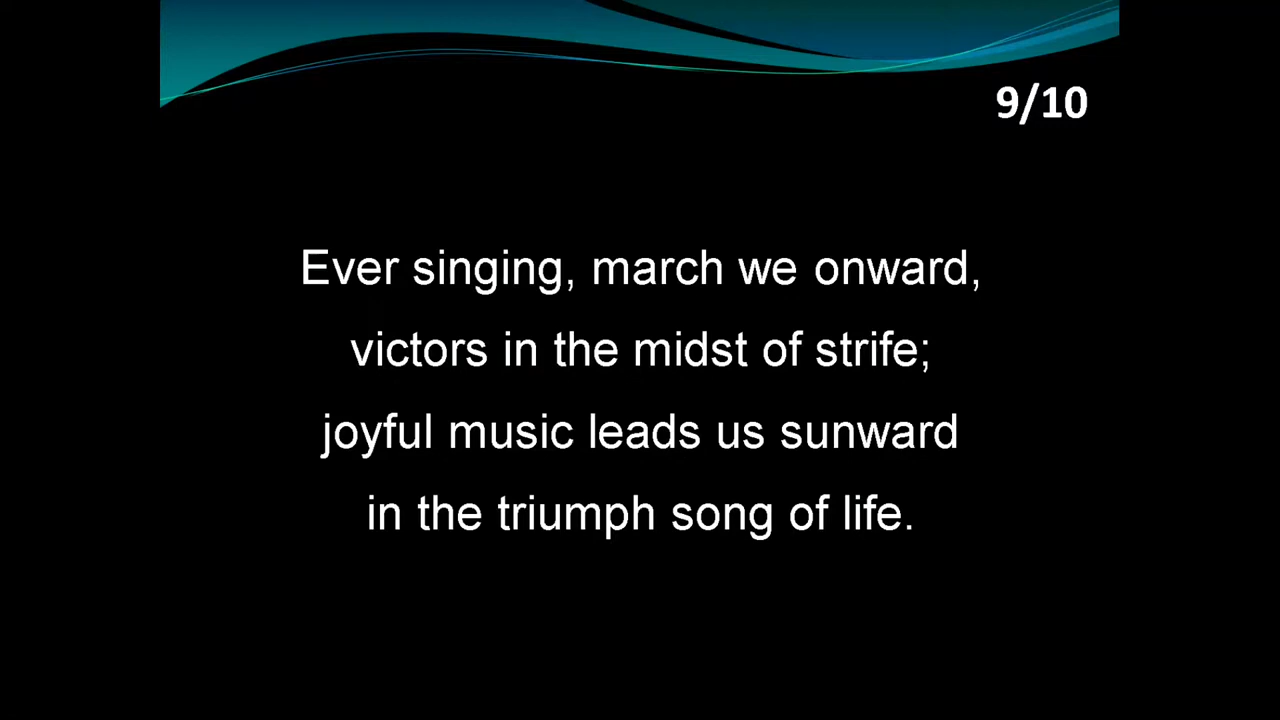 9/10
Ever singing, march we onward,
victors in the midst of strife;
joyful music leads us sunward
in the triumph song of life.